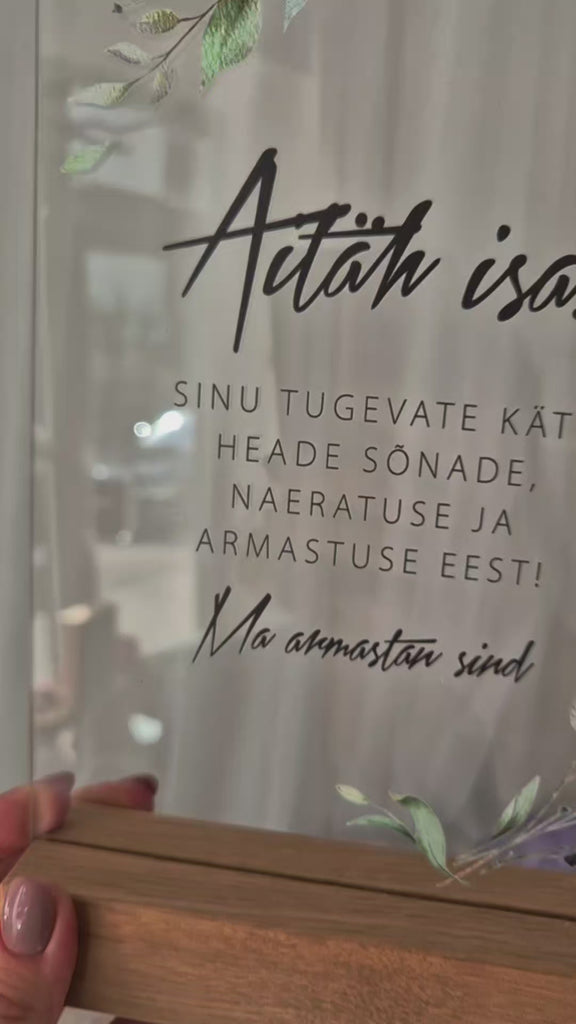 Aitäh isa
SINU TUGEVATE KÄT
HEADE SÕNADE,
NAERATUSE JA
ARMASTUSE EEST!
Ma armastan sind